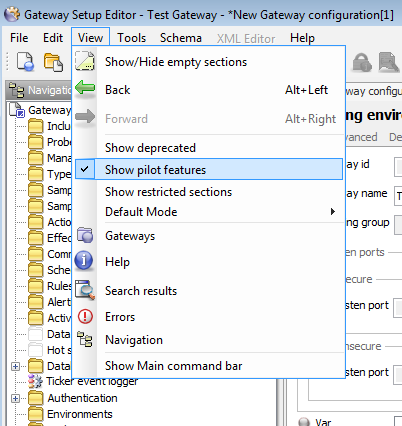 Gateway Setup Editor - Test Gateway - *New Gateway configuration[1]
File Edit View Tools Schema XML Editor Help
Show/Hide empty sections
Back Alt+Left
Forward Alt+Right
Show deprecated
Show pilot features
Show restricted sections
Default Mode
Gateways
Help
Search results
Errors
Navigation
Show Main command bar
Navigatio
Gateway
Inclu
Probe
Mana
Type
Samp
Samp
Actio
Effec
Comm
Sche
Rules
Alert
Activ
Data
Hot s
Data
Ticker event logger
Authentication
Environments
way configu
ng enviro
vanced De
ay id
ay name T
ng group
en ports
secure
sten port
nsecure
sten port
Var